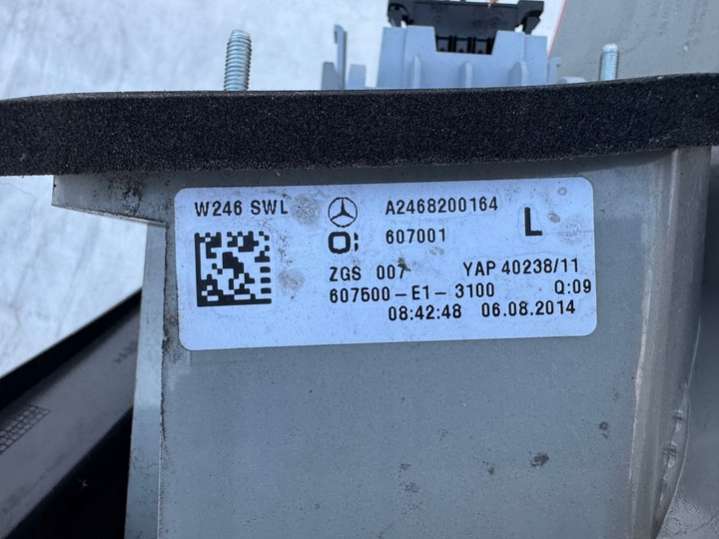 W246 SWL A2468200164
O: 607001 L
ZGS 007 YAP 40238/11
607500-E1-3100 Q:09
08:42:48 06.08.2014